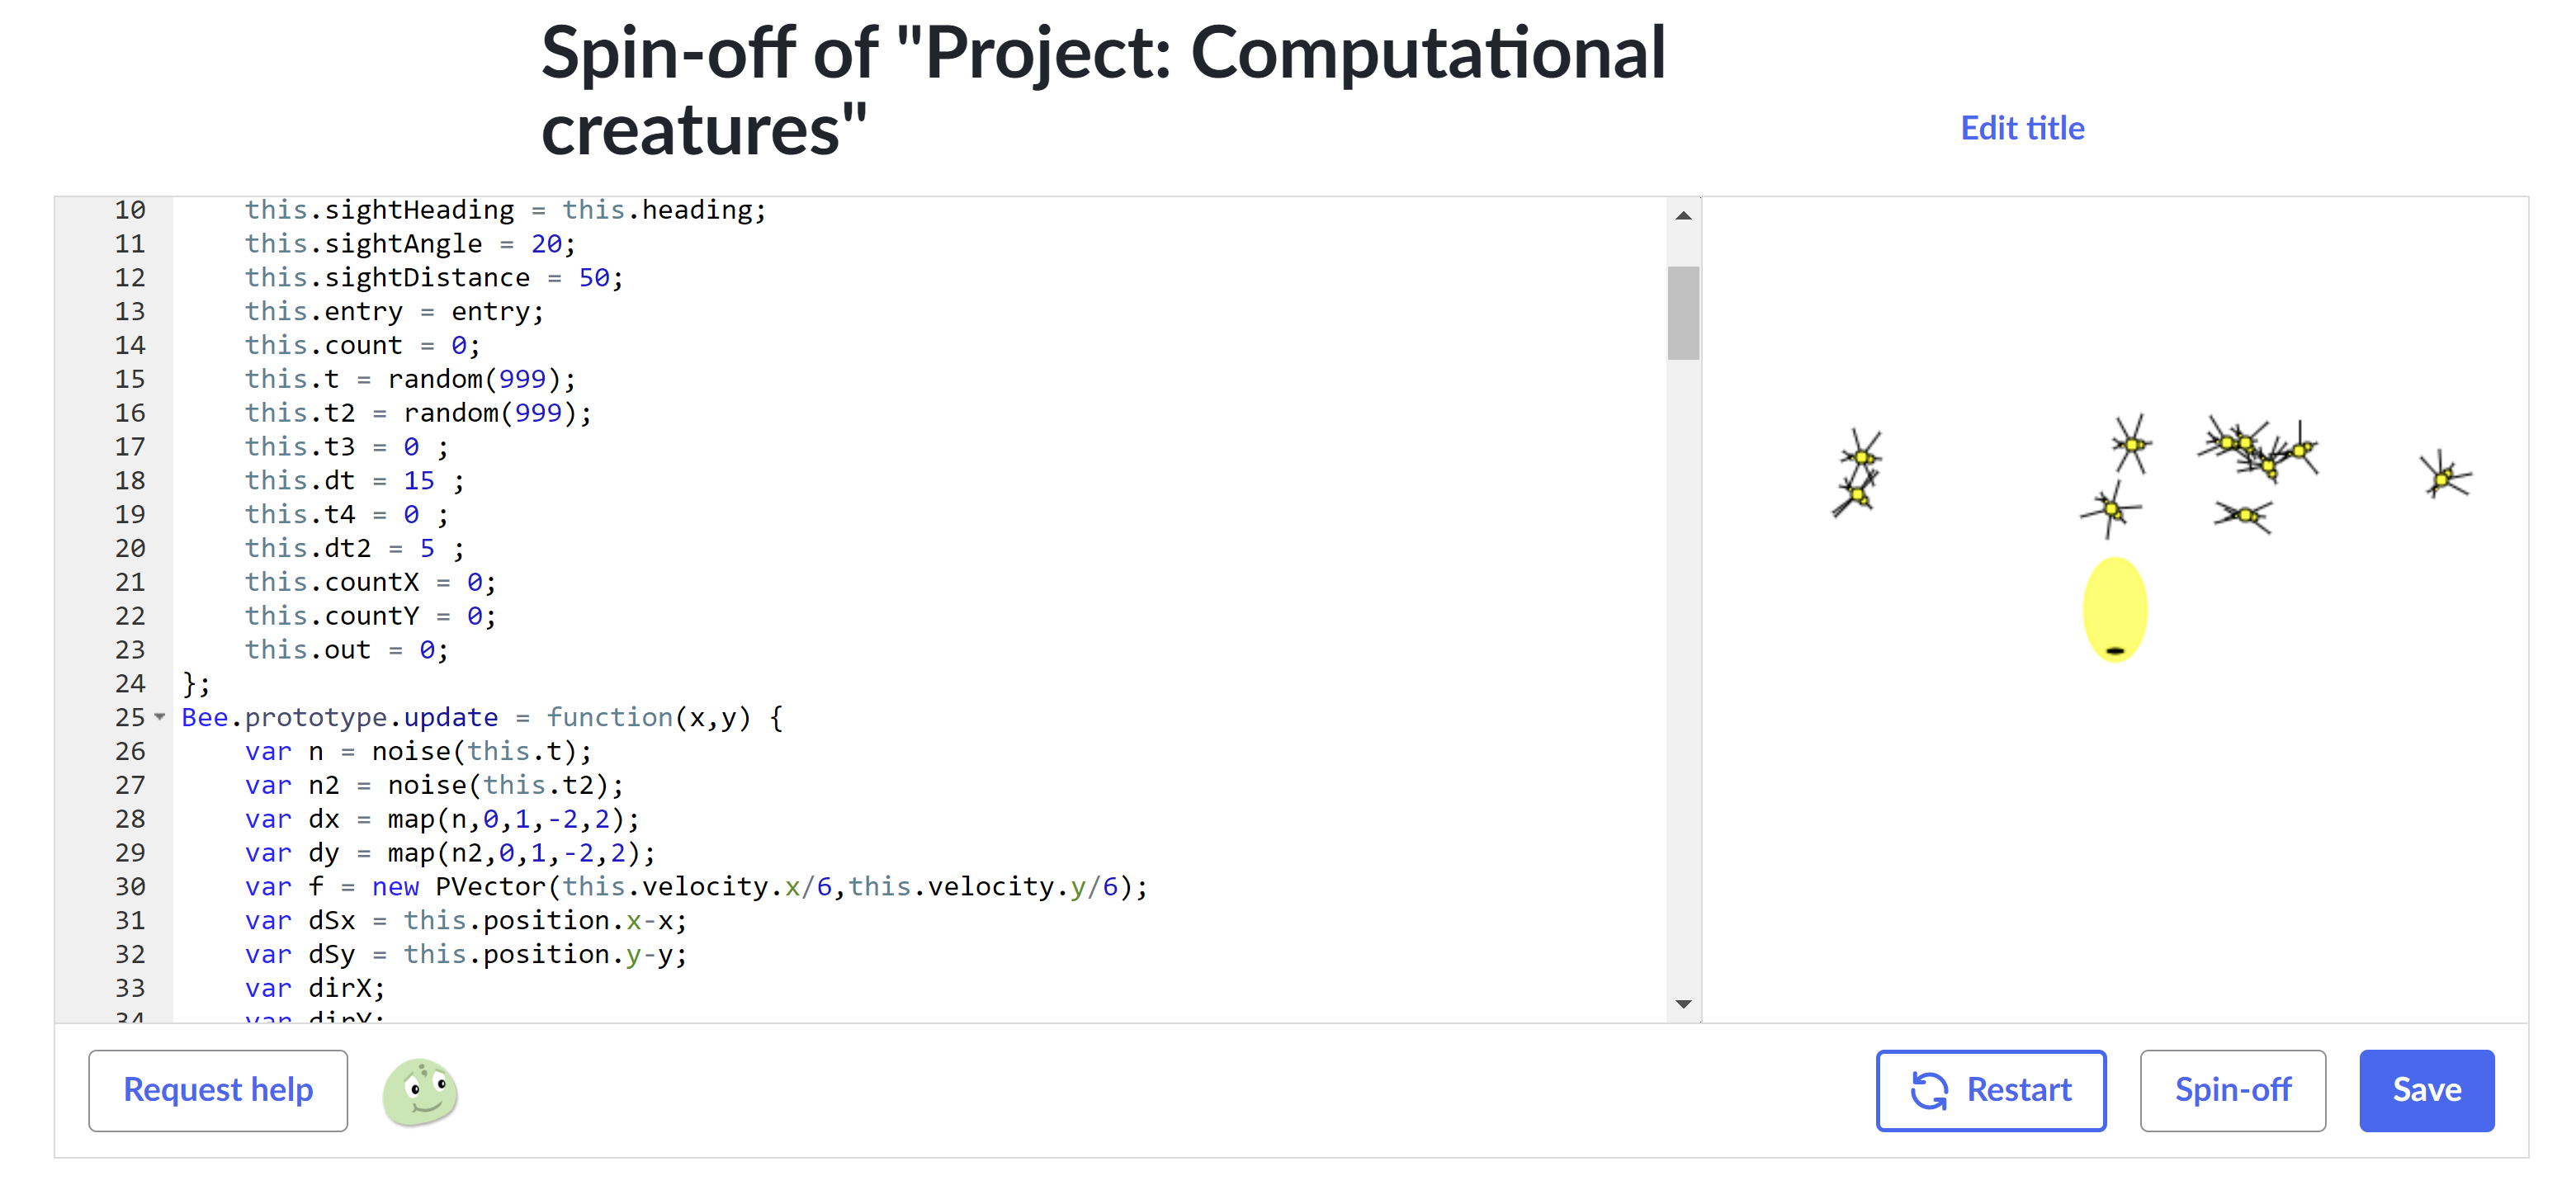 Spin-off of "Project: Computational
creatures"
Edit title
10 this.sightHeading = this.heading;
11 this.sightAngle = 20;
12 this.sightDistance = 50;
13 this.entry = entry;
14 this.count = 0;
15 this.t = random(999);
16 this.t2 = random(999);
17 this.t3 = 0 ;
18 this.dt = 15 ;
19 this.t4 = 0 ;
20 this.dt2 = 5 ;
21 this.countX = 0;
22 this.countY = 0;
23 this.out = 0;
24 };
25 Bee.prototype.update = function(x,y) {
26 var n = noise(this.t);
27 var n2 = noise(this.t2);
28 var dx = map(n,0,1,-2,2);
29 var dy = map(n2,0,1,-2,2);
30 var f = new PVector(this.velocity.x/6,this.velocity.y/6);
31 var dSx = this.position.x-x;
32 var dSy = this.position.y-y;
33 var dirX;
34 var dirY;
Request help
Restart
Spin-off
Save